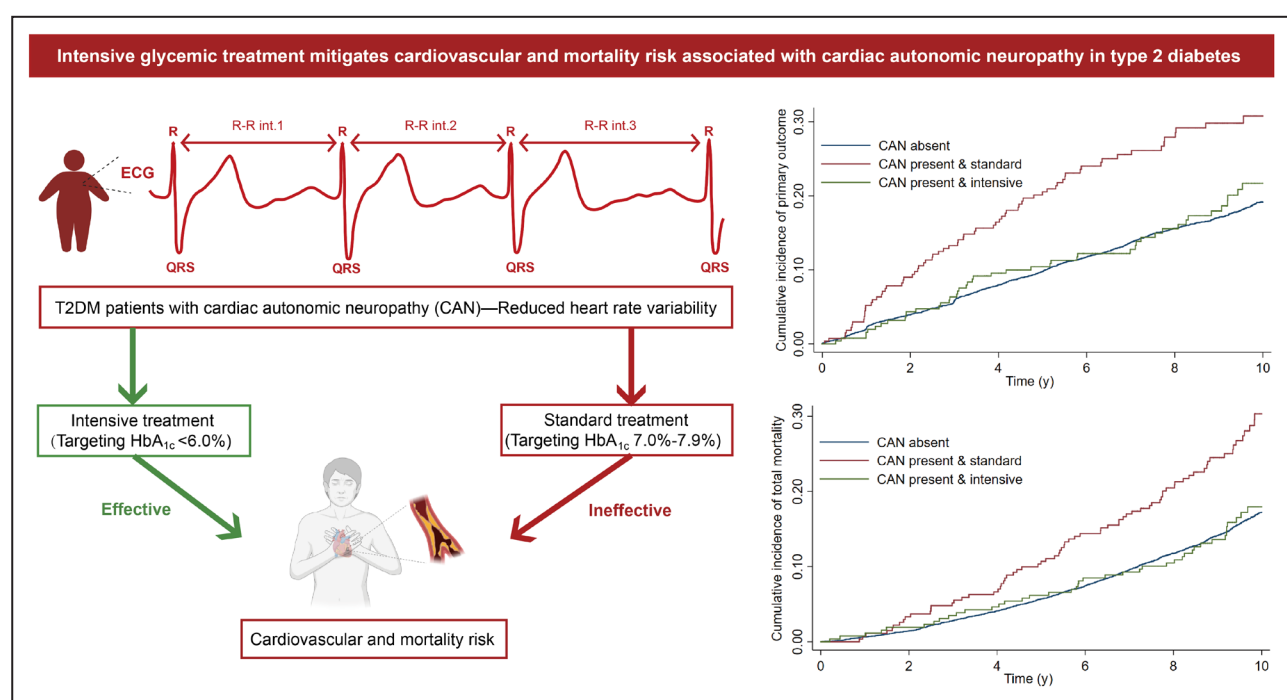 Intensive glycemic treatment mitigates cardiovascular and mortality risk associated with cardiac autonomic neuropathy in type 2 diabetes
R R-R int.1 R R-R int.2 R R-R int.3 R
ECG
QRS QRS QRS QRS
T2DM patients with cardiac autonomic neuropathy (CAN)—Reduced heart rate variability
Intensive treatment
(Targeting HbA1c <6.0%)
Standard treatment
(Targeting HbA1c 7.0%-7.9%)
Effective
Ineffective
Cardiovascular and mortality risk
Cumulative incidence of primary outcome
0.30
0.20
0.10
0.00
CAN absent
CAN present & standard
CAN present & intensive
0 2 4 6 8 10
Time (y)
Cumulative incidence of total mortality
0.30
0.20
0.10
0.00
CAN absent
CAN present & standard
CAN present & intensive
0 2 4 6 8 10
Time (y)